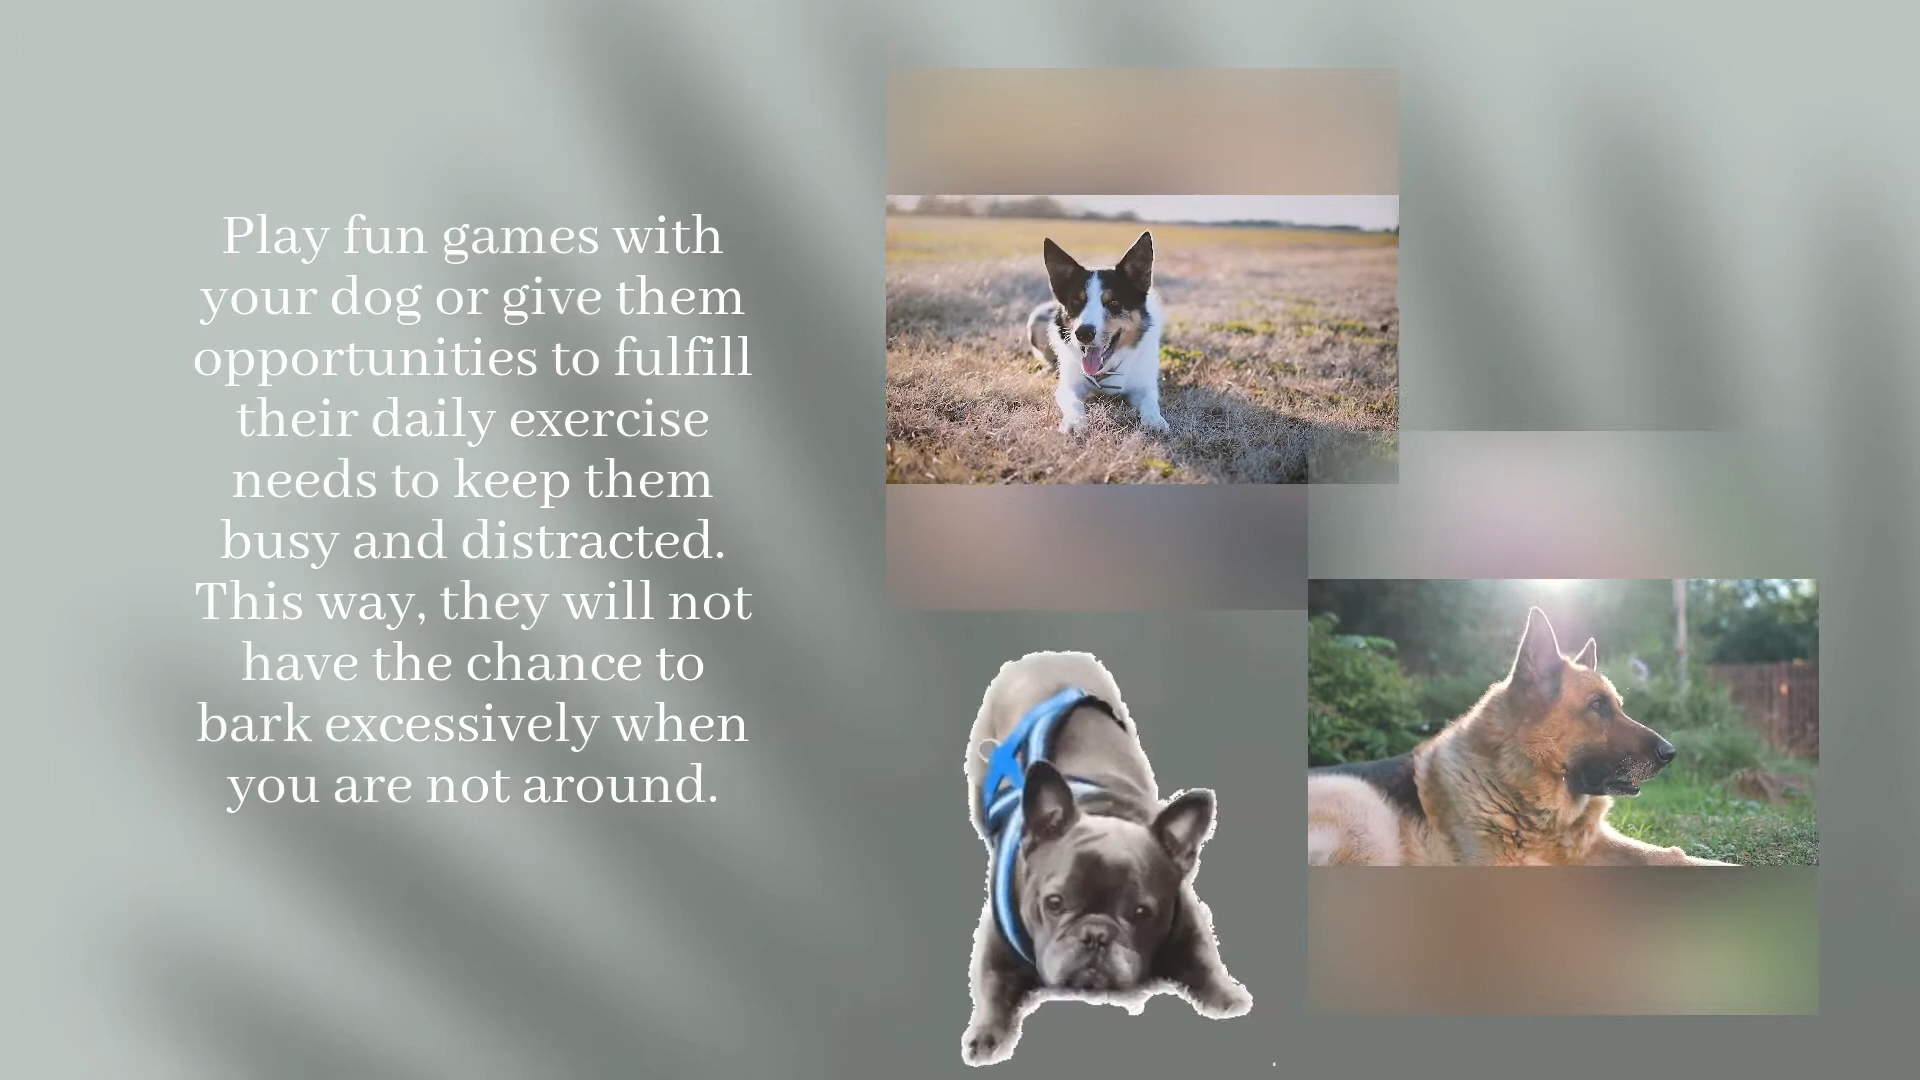 Play fun games with
your dog or give them
opportunities to fulfill
their daily exercise
needs to keep them
busy and distracted.
This way, they will not
have the chance to
bark excessively when
you are not around.